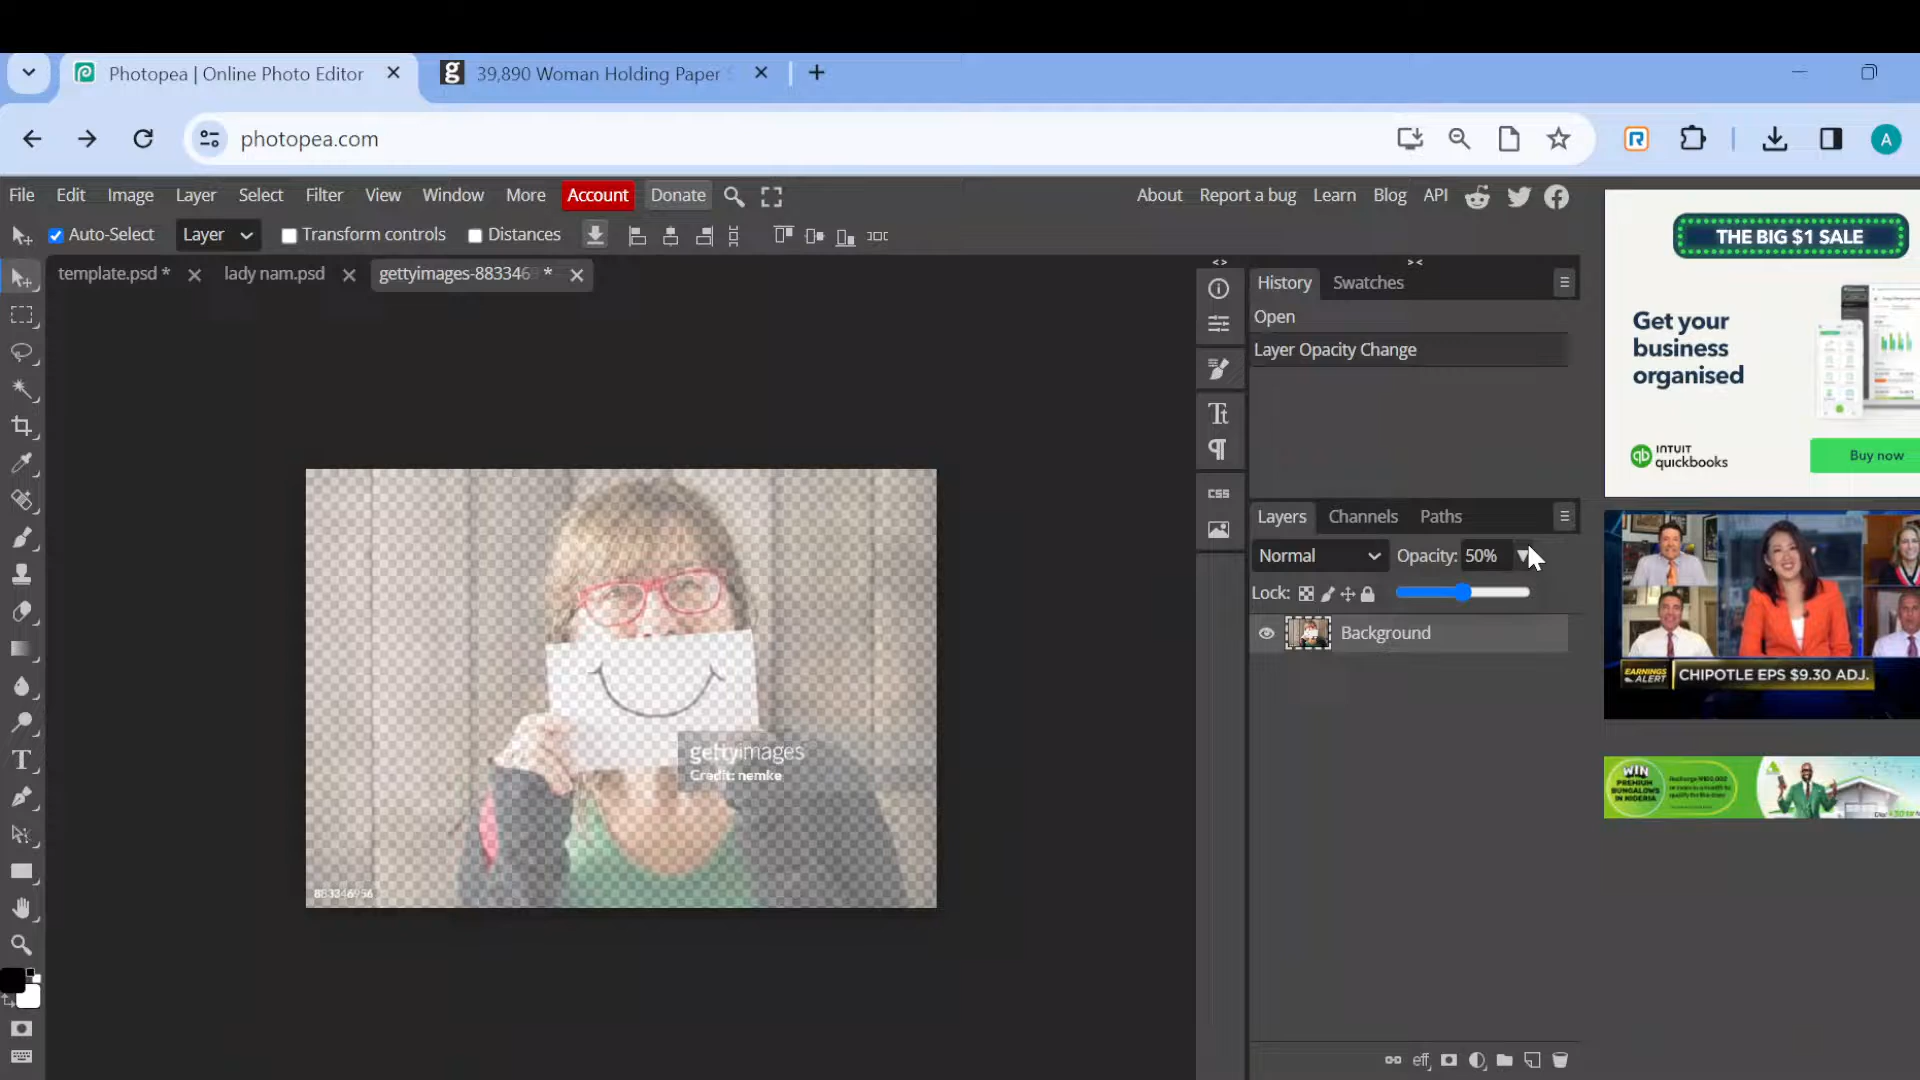 Photopea | Online Photo Editor
39,890 Woman Holding Paper
photopea.com
A
File Edit Image Layer Select Filter View Window More Account Donate
About Report a bug Learn Blog API
Auto-Select Layer Transform controls Distances
template.psd *
lady nam.psd
gettyimages-883346 *
History Swatches
Open
Layer Opacity Change
CSS
Layers Channels Paths
Normal Opacity: 50%
Lock:
Background
eff
gettyimages
Credit: nemke
883346956
THE BIG $1 SALE
Get your
business
organised
INTUIT
quickbooks
Buy now
EARNINGS
ALERT
CHIPOTLE EPS $9.30 ADJ.
WIN
PREMIUM
BUNGALOWS
IN NIGERIA